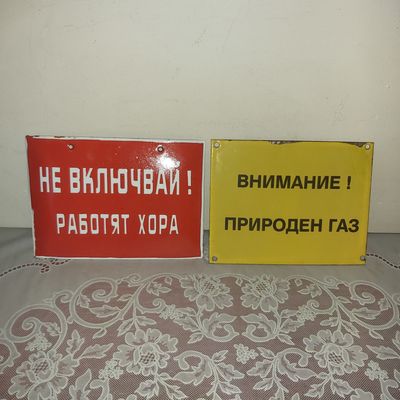 НЕ ВКЛЮЧВАЙ !
РАБОТЯТ ХОРА
ВНИМАНИЕ !
ПРИРОДЕН ГАЗ